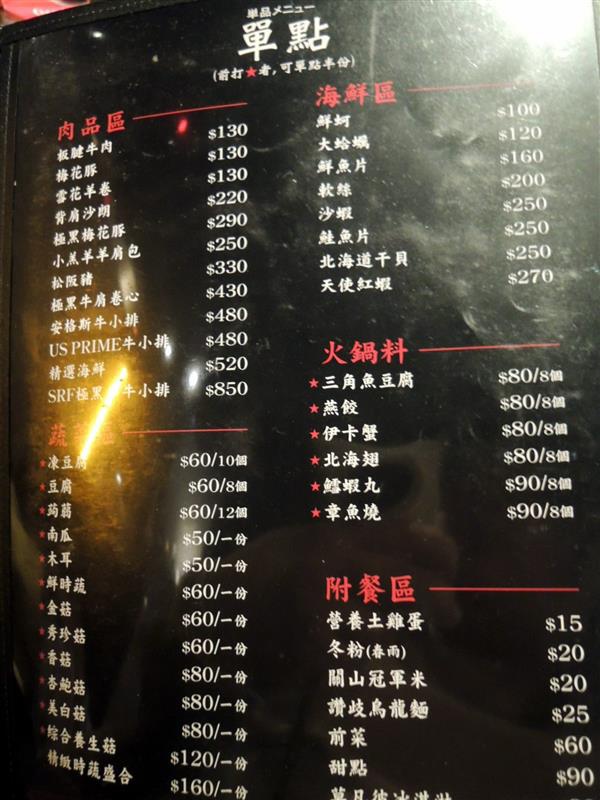 単品メニュー
單點
(前打★者,可單點半份)
肉品區
板腱牛肉 $130
梅花豚 $130
雪花羊卷 $130
背肩沙朗 $220
極黑梅花豚 $290
小羔羊羊肩包 $250
松阪豬 $330
極黑牛肩卷心 $430
安格斯牛小排 $480
US PRIME牛小排 $480
精選海鮮 $520
SRF極黑 牛小排 $850
蔬 區
★凍豆腐 $60/10個
★豆腐 $60/8個
★蒟蒻 $60/12個
★南瓜 $50/一份
★木耳 $50/一份
★鮮時蔬 $60/一份
★金菇 $60/一份
★秀珍菇 $60/一份
★香菇 $80/一份
★杏鮑菇 $80/一份
★美白菇 $80/一份
★綜合養生菇 $120/一份
精緻時蔬盛合 $160/一份
海鮮區
鮮蚵 $100
大蛤蠣 $120
鮮魚片 $160
軟絲 $200
沙蝦 $250
鮭魚片 $250
北海道干貝 $250
天使紅蝦 $270
火鍋料
★三角魚豆腐 $80/8個
★燕餃 $80/8個
★伊卡蟹 $80/8個
★北海翅 $80/8個
★鱈蝦丸 $90/8個
★章魚燒 $90/8個
附餐區
營養土雞蛋 $15
冬粉(春雨) $20
關山冠軍米 $20
讚歧烏龍麵 $25
前菜 $60
甜點 $90
莫凡彼冰淇淋